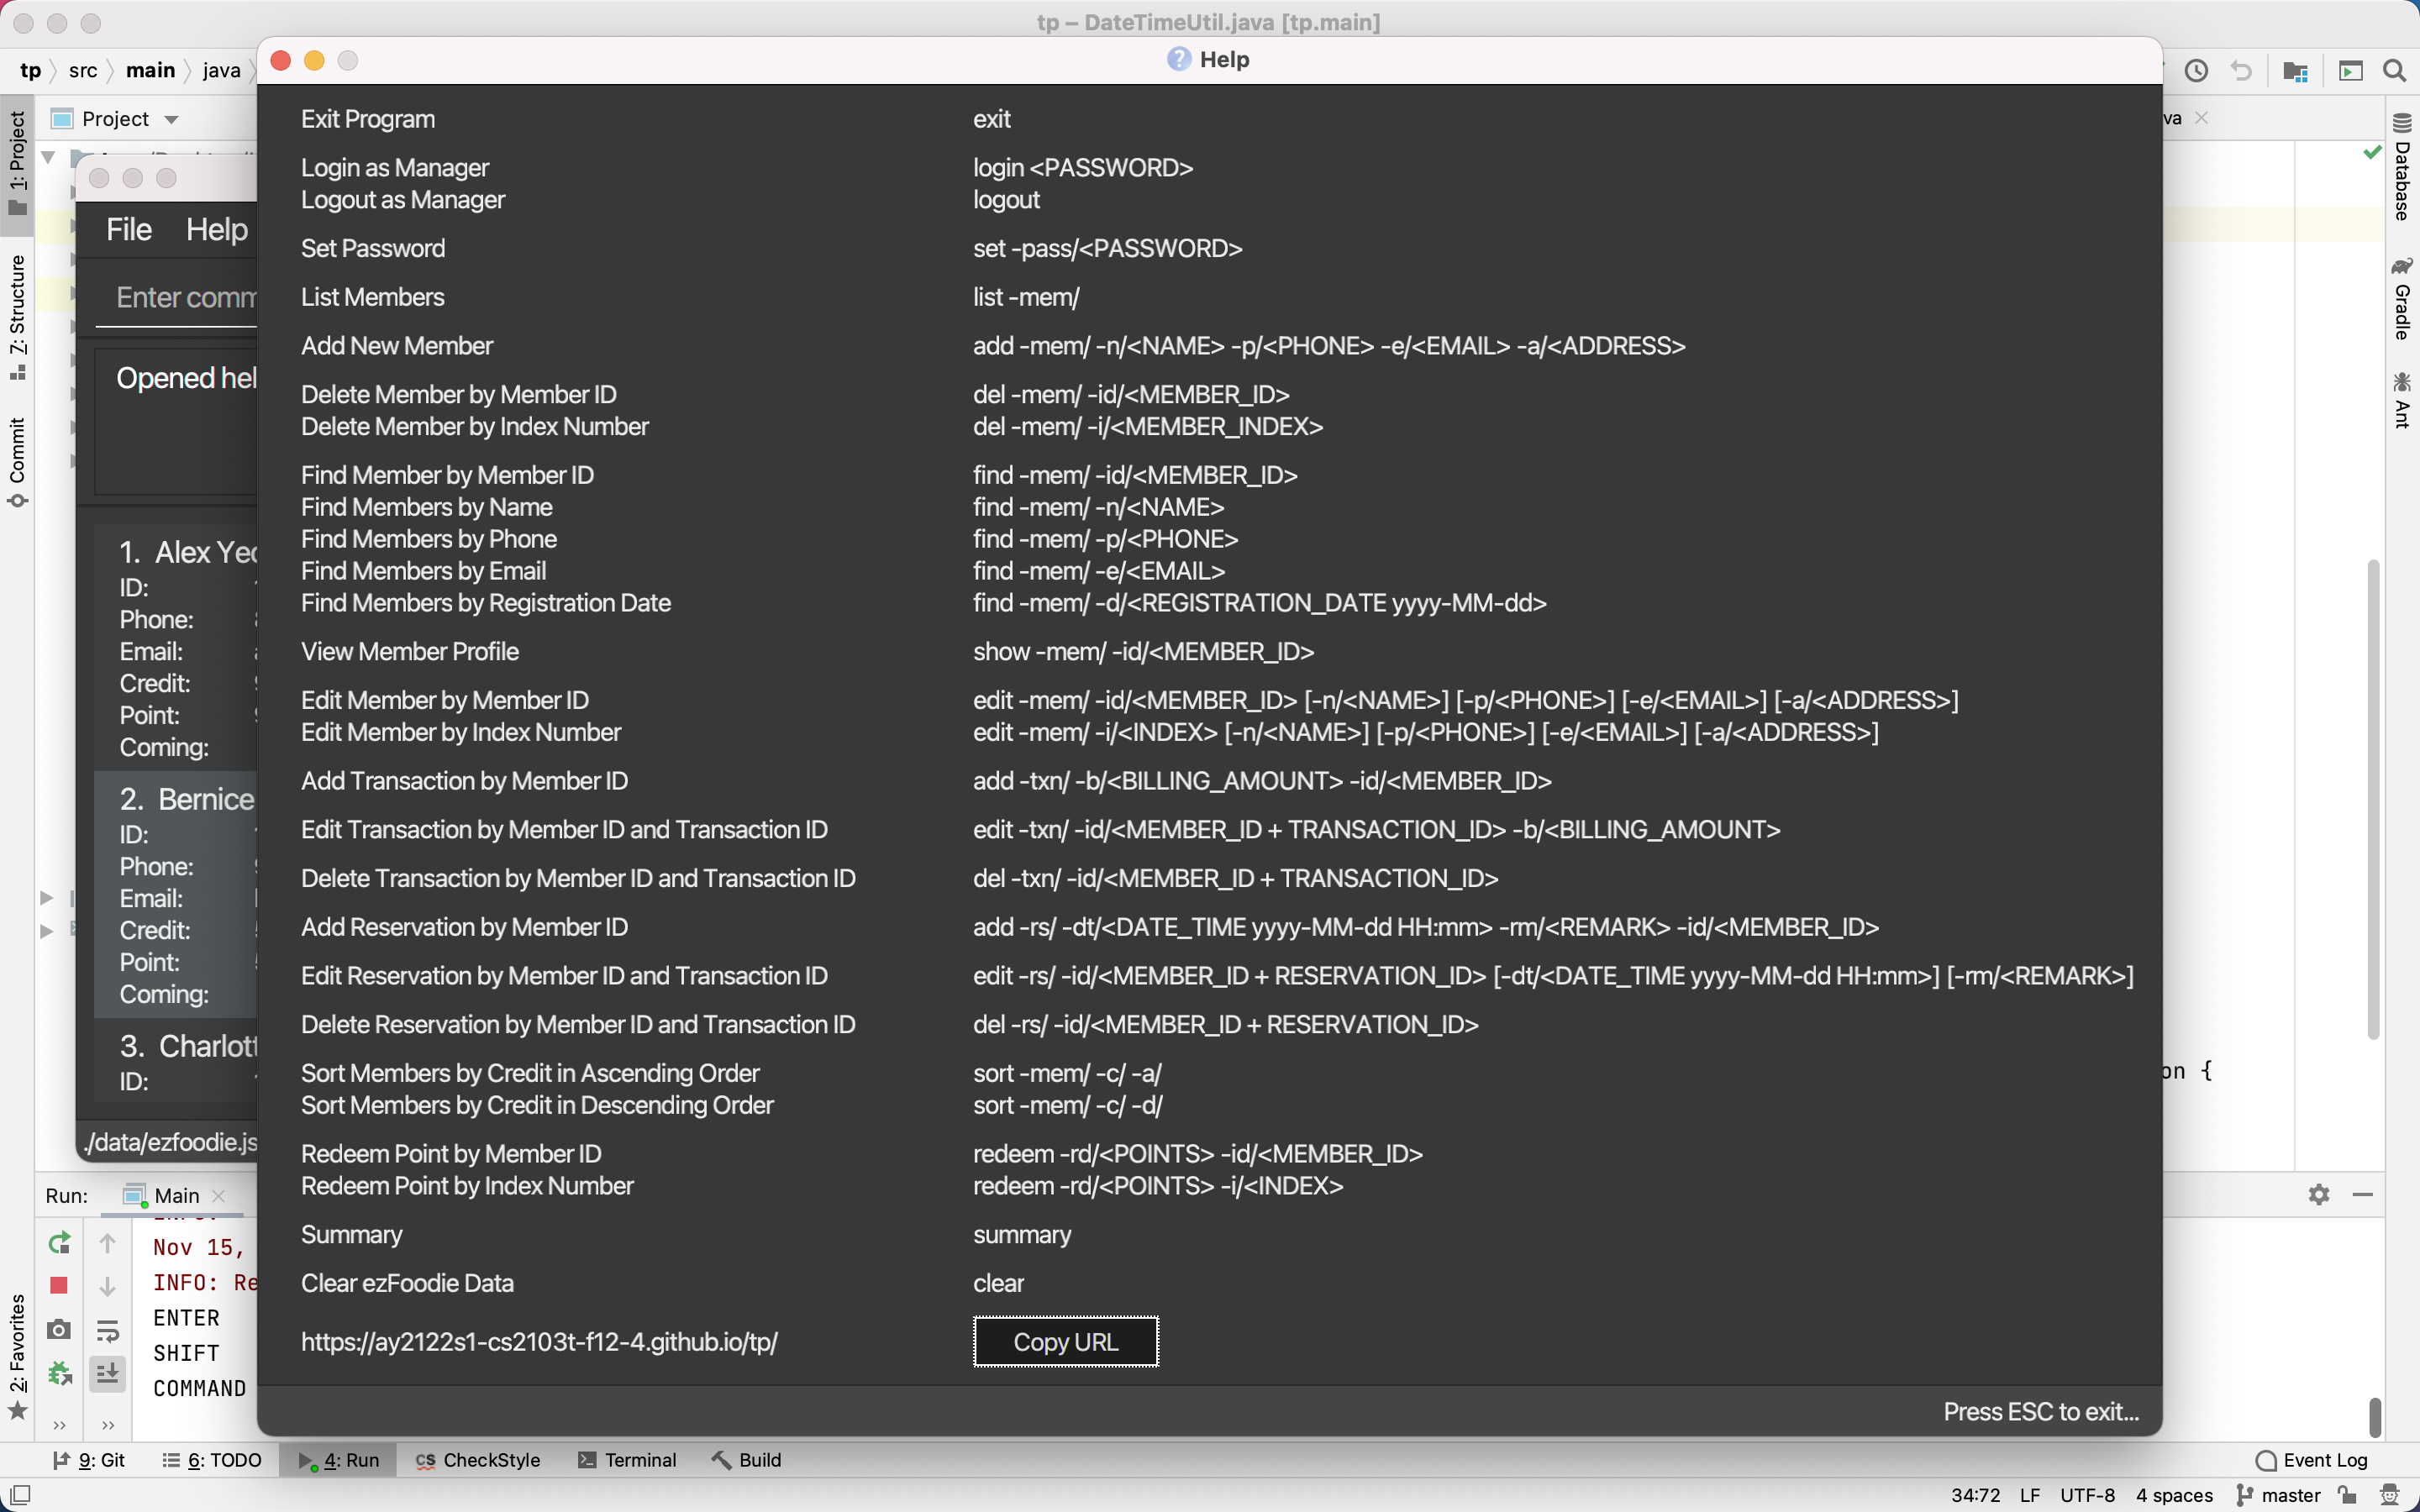 tp – DateTimeUtil.java [tp.main]
tp src main java
Help
va
1: Project
Z: Structure
Commit
2: Favorites
Project
File Help
Enter comm
Opened hel
1. Alex Yeo
ID:
Phone:
Email:
Credit:
Point:
Coming:
2. Bernice
ID:
Phone:
Email:
Credit:
Point:
Coming:
3. Charlott
ID:
./data/ezfoodie.js
Exit Program exit
Login as Manager login <PASSWORD>
Logout as Manager logout
Set Password set -pass/<PASSWORD>
List Members list -mem/
Add New Member add -mem/ -n/<NAME> -p/<PHONE> -e/<EMAIL> -a/<ADDRESS>
Delete Member by Member ID del -mem/ -id/<MEMBER_ID>
Delete Member by Index Number del -mem/ -i/<MEMBER_INDEX>
Find Member by Member ID find -mem/ -id/<MEMBER_ID>
Find Members by Name find -mem/ -n/<NAME>
Find Members by Phone find -mem/ -p/<PHONE>
Find Members by Email find -mem/ -e/<EMAIL>
Find Members by Registration Date find -mem/ -d/<REGISTRATION_DATE yyyy-MM-dd>
View Member Profile show -mem/ -id/<MEMBER_ID>
Edit Member by Member ID edit -mem/ -id/<MEMBER_ID> [-n/<NAME>] [-p/<PHONE>] [-e/<EMAIL>] [-a/<ADDRESS>]
Edit Member by Index Number edit -mem/ -i/<INDEX> [-n/<NAME>] [-p/<PHONE>] [-e/<EMAIL>] [-a/<ADDRESS>]
Add Transaction by Member ID add -txn/ -b/<BILLING_AMOUNT> -id/<MEMBER_ID>
Edit Transaction by Member ID and Transaction ID edit -txn/ -id/<MEMBER_ID + TRANSACTION_ID> -b/<BILLING_AMOUNT>
Delete Transaction by Member ID and Transaction ID del -txn/ -id/<MEMBER_ID + TRANSACTION_ID>
Add Reservation by Member ID add -rs/ -dt/<DATE_TIME yyyy-MM-dd HH:mm> -rm/<REMARK> -id/<MEMBER_ID>
Edit Reservation by Member ID and Transaction ID edit -rs/ -id/<MEMBER_ID + RESERVATION_ID> [-dt/<DATE_TIME yyyy-MM-dd HH:mm>] [-rm/<REMARK>]
Delete Reservation by Member ID and Transaction ID del -rs/ -id/<MEMBER_ID + RESERVATION_ID>
Sort Members by Credit in Ascending Order sort -mem/ -c/ -a/
Sort Members by Credit in Descending Order sort -mem/ -c/ -d/
Redeem Point by Member ID redeem -rd/<POINTS> -id/<MEMBER_ID>
Redeem Point by Index Number redeem -rd/<POINTS> -i/<INDEX>
Summary summary
Clear ezFoodie Data clear
https://ay2122s1-cs2103t-f12-4.github.io/tp/ Copy URL
Press ESC to exit...
on {
Database
Gradle
Ant
Run: Main
Nov 15,
INFO: Re
ENTER
SHIFT
COMMAND
9: Git 6: TODO 4: Run CS CheckStyle Terminal Build Event Log
34:72 LF UTF-8 4 spaces master